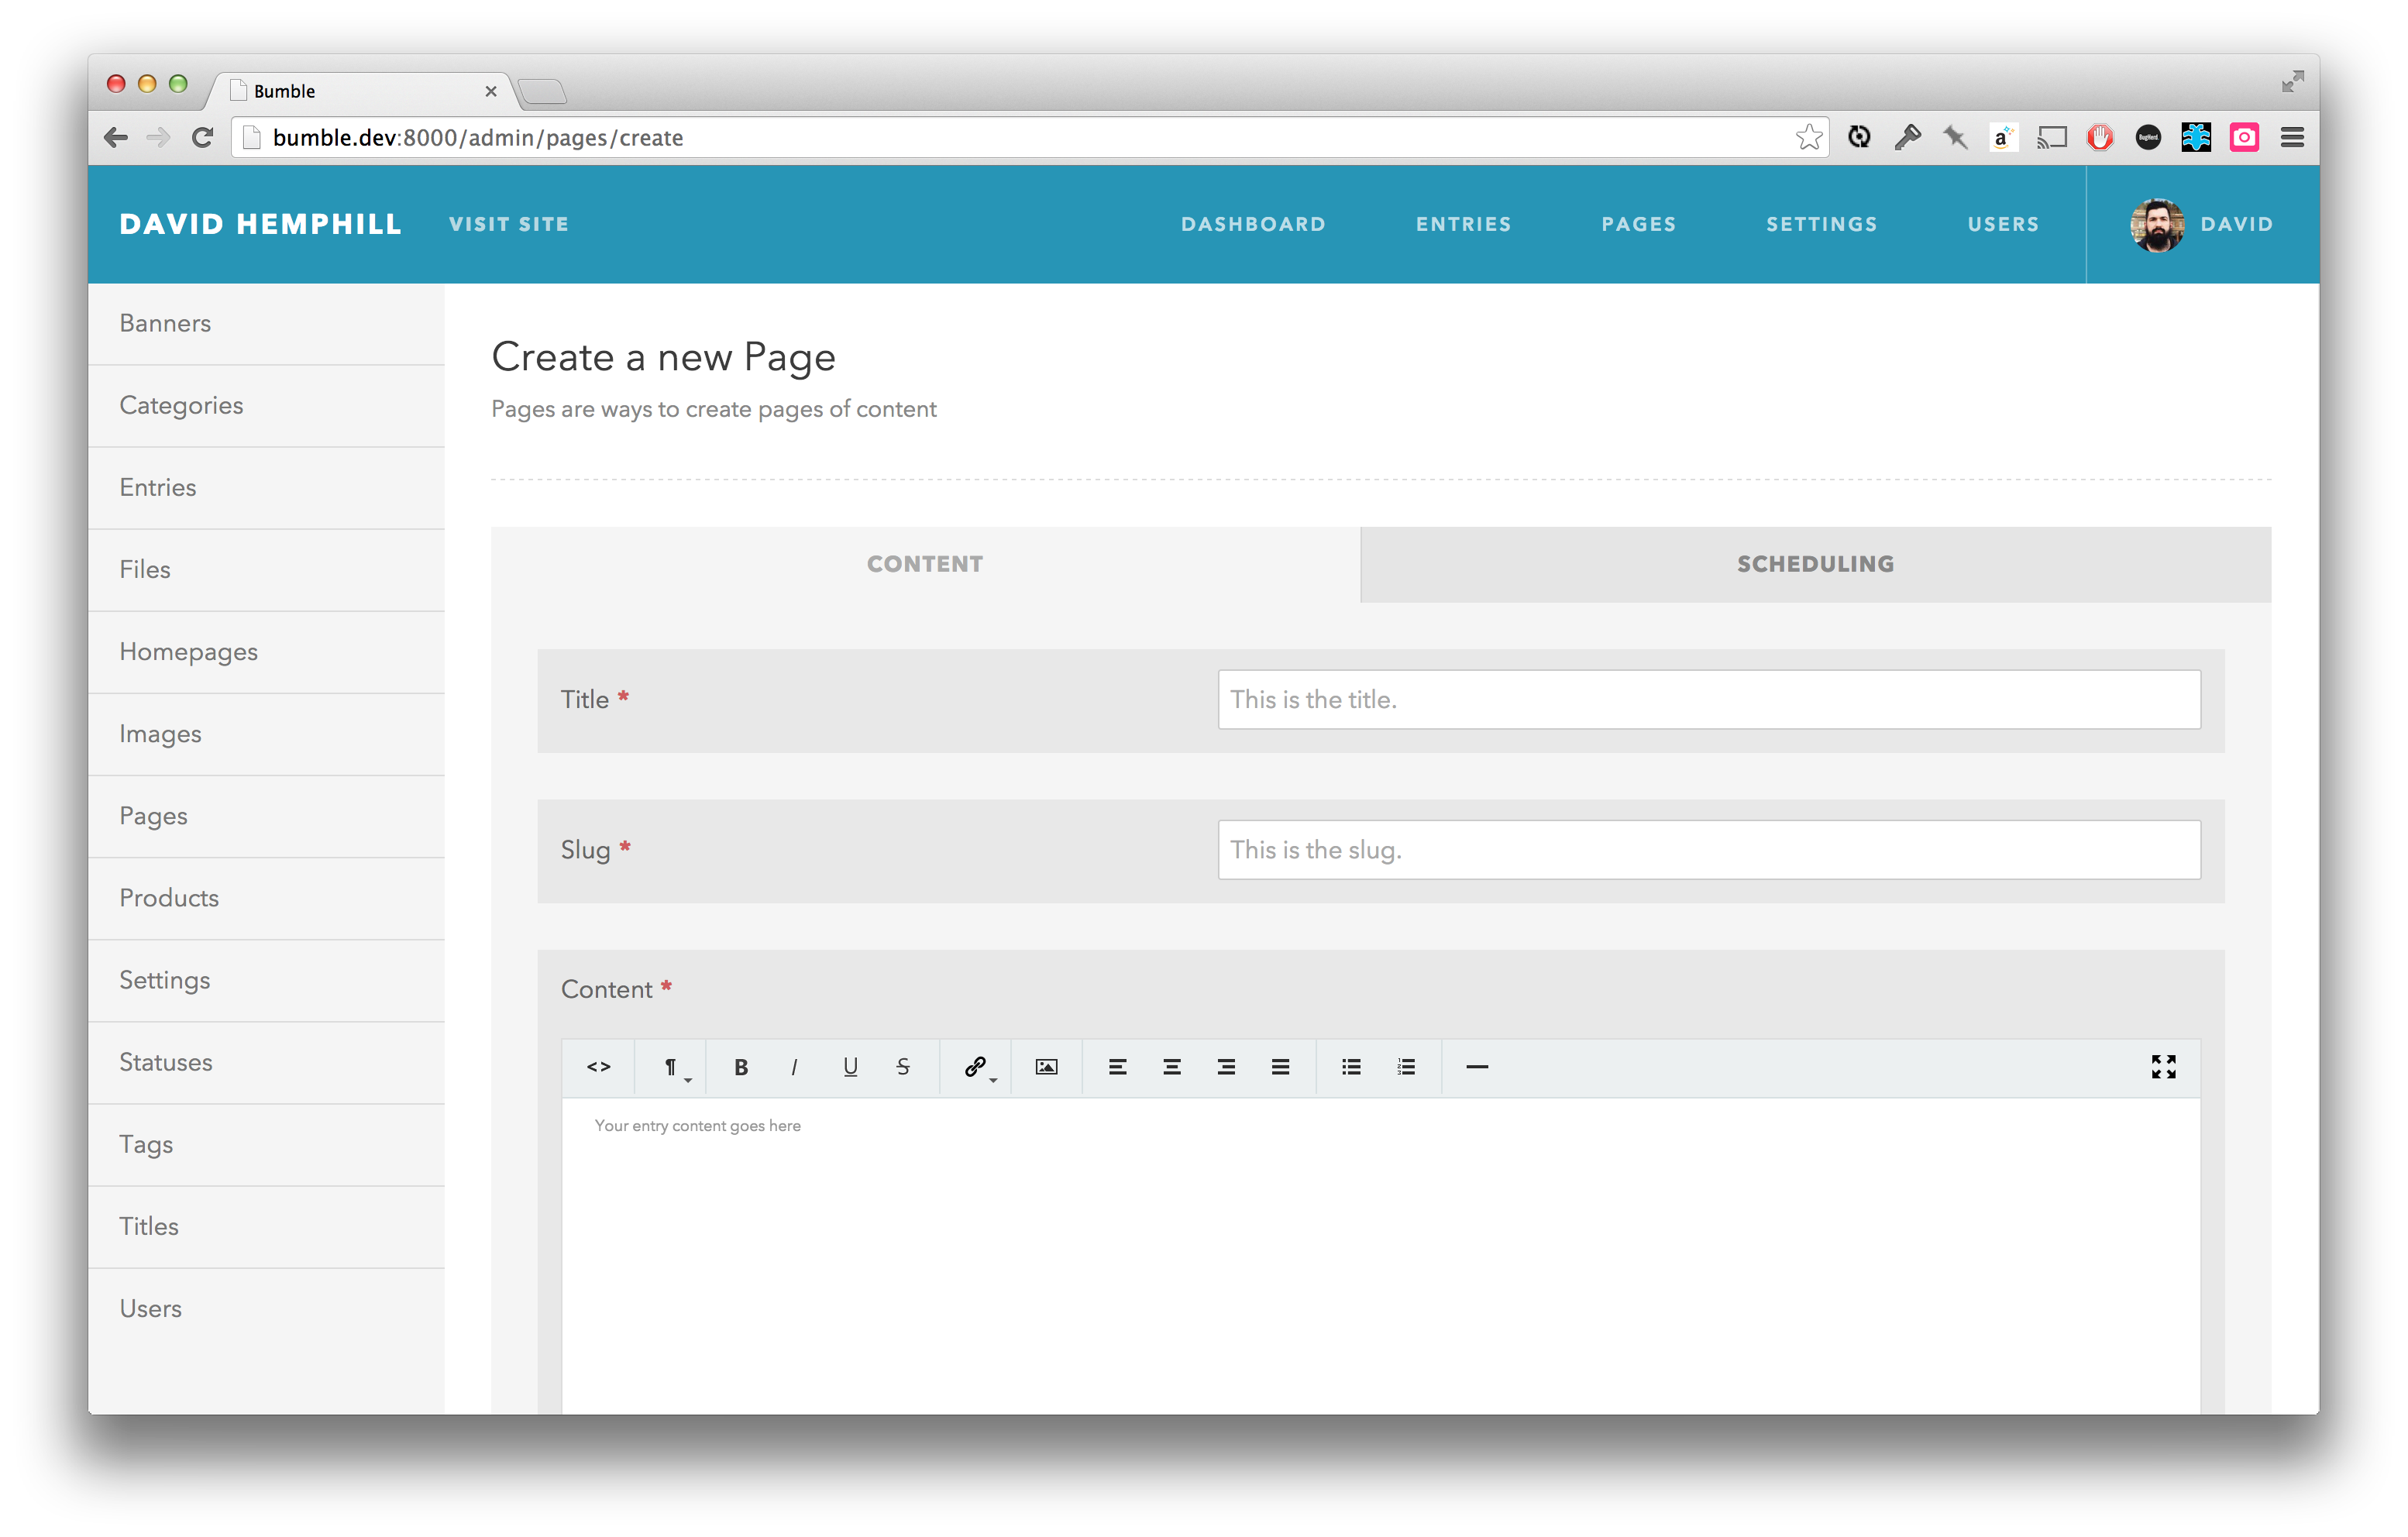 Bumble
bumble.dev:8000/admin/pages/create
DAVID HEMPHILL VISIT SITE DASHBOARD ENTRIES PAGES SETTINGS USERS DAVID
Banners
Categories
Entries
Files
Homepages
Images
Pages
Products
Settings
Statuses
Tags
Titles
Users
Create a new Page
Pages are ways to create pages of content
CONTENT SCHEDULING
Title * This is the title.
Slug * This is the slug.
Content *
<> ¶ B I U S
Your entry content goes here